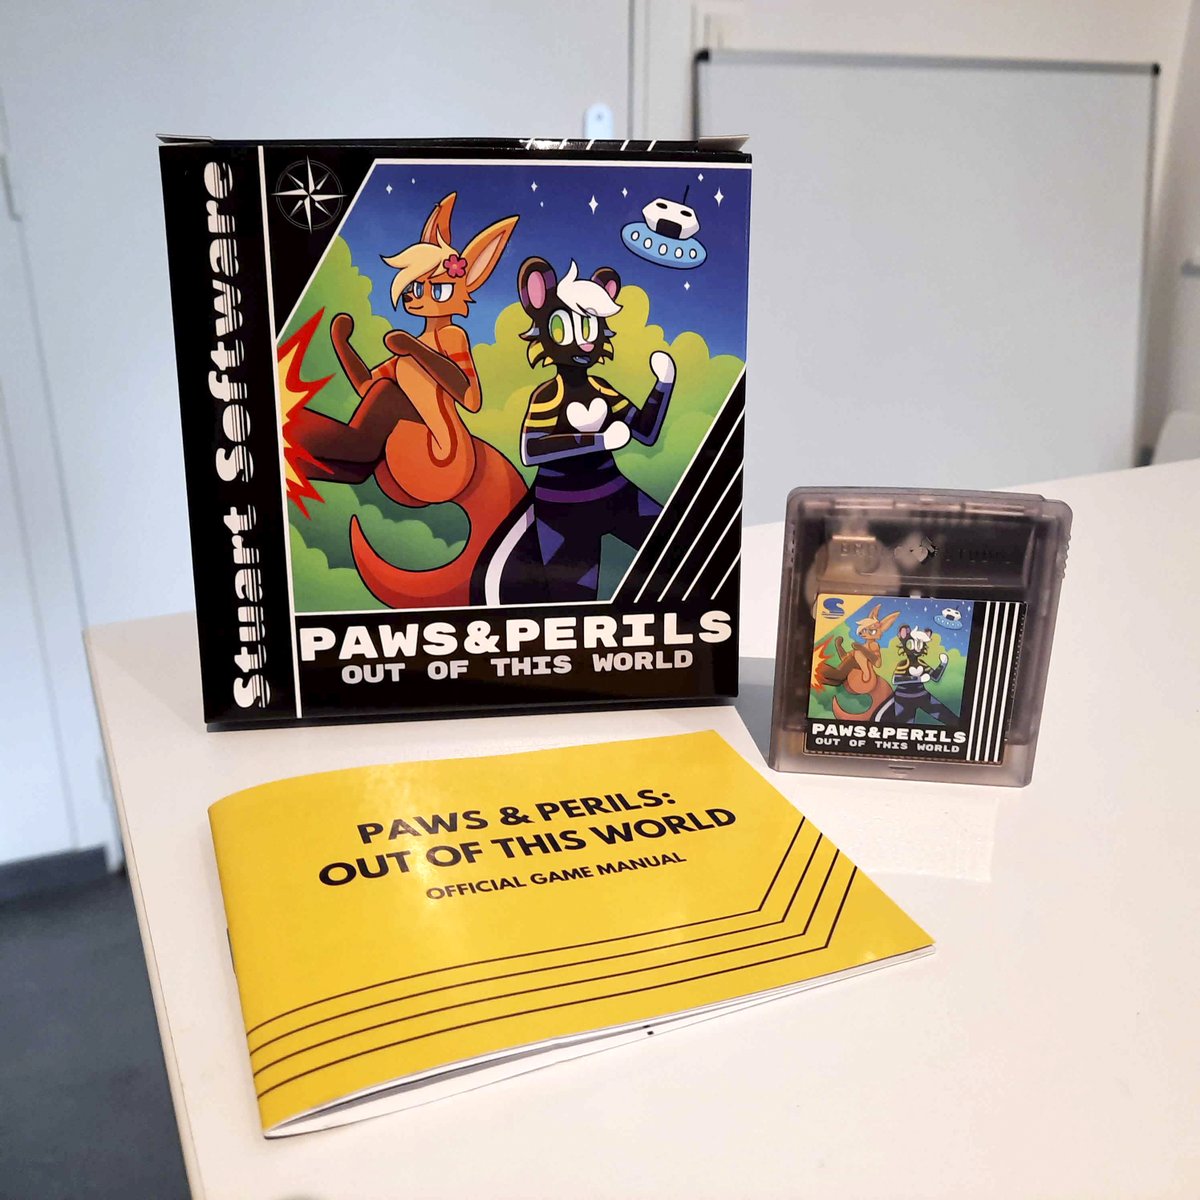 Stuart Software
PAWS&PERILS
OUT OF THIS WORLD
PAWS&PERILS
OUT OF THIS WORLD
PAWS & PERILS:
OUT OF THIS WORLD
OFFICIAL GAME MANUAL